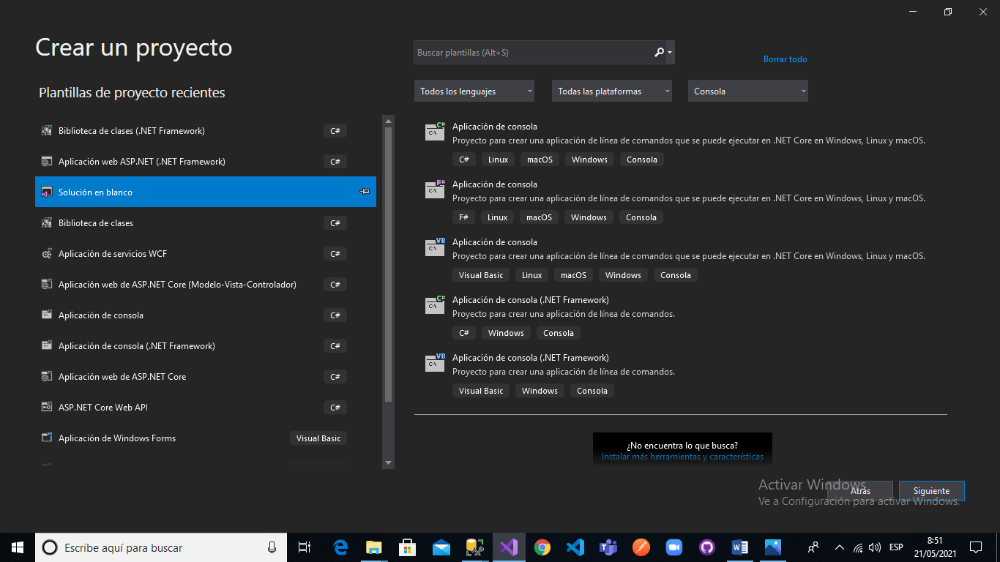 Crear un proyecto
Plantillas de proyecto recientes
Biblioteca de clases (.NET Framework) C#
Aplicación web ASP.NET (.NET Framework) C#
Solución en blanco
Biblioteca de clases C#
Aplicación de servicios WCF C#
Aplicación web de ASP.NET Core (Modelo-Vista-Controlador) C#
Aplicación de consola C#
Aplicación de consola (.NET Framework) C#
Aplicación web de ASP.NET Core C#
ASP.NET Core Web API C#
Aplicación de Windows Forms Visual Basic
Buscar plantillas (Alt+S)
Borrar todo
Todos los lenguajes Todas las plataformas Consola
C#
C:\
Aplicación de consola
Proyecto para crear una aplicación de línea de comandos que se puede ejecutar en .NET Core en Windows, Linux y macOS.
C# Linux macOS Windows Consola
F#
C:\
Aplicación de consola
Proyecto para crear una aplicación de línea de comandos que se puede ejecutar en .NET Core en Windows, Linux y macOS.
F# Linux macOS Windows Consola
VB
C:\
Aplicación de consola
Proyecto para crear una aplicación de línea de comandos que se puede ejecutar en .NET Core en Windows, Linux y macOS.
Visual Basic Linux macOS Windows Consola
C#
C:\
Aplicación de consola (.NET Framework)
Proyecto para crear una aplicación de línea de comandos.
C# Windows Consola
VB
C:\
Aplicación de consola (.NET Framework)
Proyecto para crear una aplicación de línea de comandos.
Visual Basic Windows Consola
¿No encuentra lo que busca?
Instalar más herramientas y características
Activar Windows
Ve a Configuración para activar Windows.
Atrás Siguiente
Escribe aquí para buscar
ESP
8:51
21/05/2021